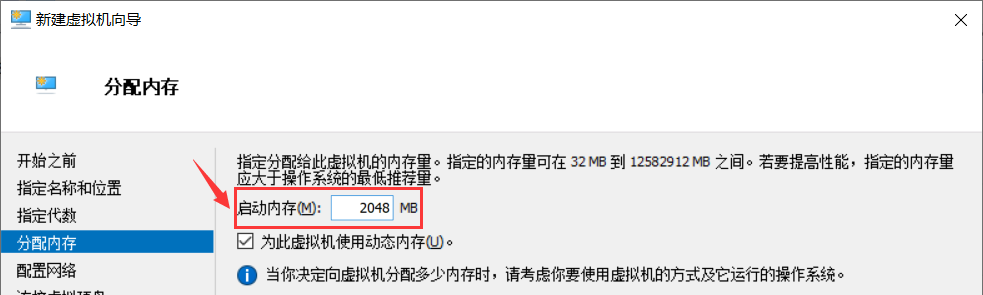 新建虚拟机向导
分配内存
开始之前
指定名称和位置
指定代数
分配内存
配置网络
连接虚拟硬盘
指定分配给此虚拟机的内存量。指定的内存量可在 32 MB 到 12582912 MB 之间。若要提高性能，指定的内存量
应大于操作系统的最低推荐量。
启动内存(M): 2048 MB
为此虚拟机使用动态内存(U)。
当你决定向虚拟机分配多少内存时，请考虑你要使用虚拟机的方式及它运行的操作系统。